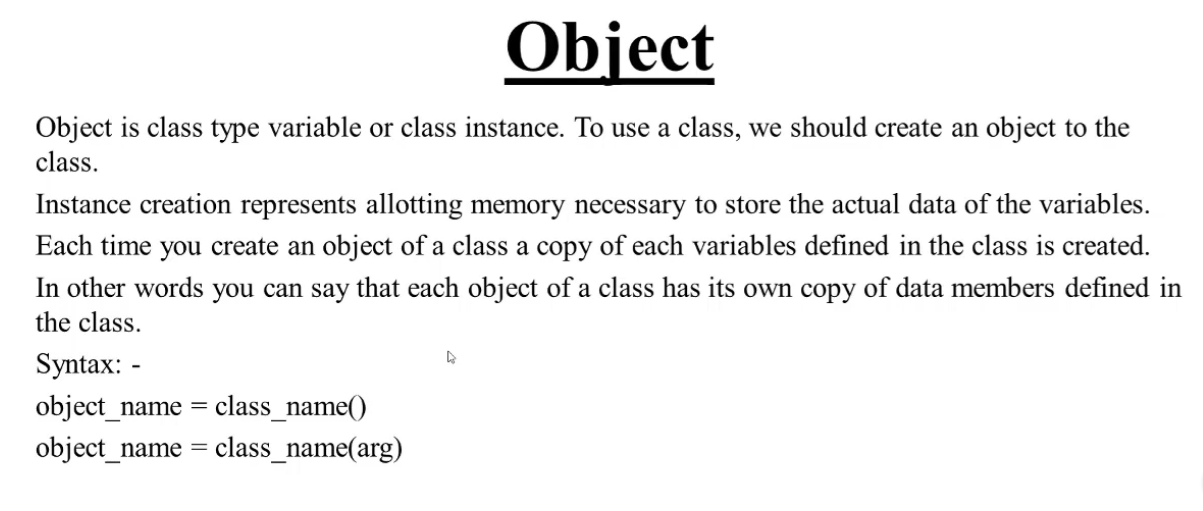 Object
Object is class type variable or class instance. To use a class, we should create an object to the
class.
Instance creation represents allotting memory necessary to store the actual data of the variables.
Each time you create an object of a class a copy of each variables defined in the class is created.
In other words you can say that each object of a class has its own copy of data members defined in
the class.
Syntax: -
object_name = class_name()
object_name = class_name(arg)